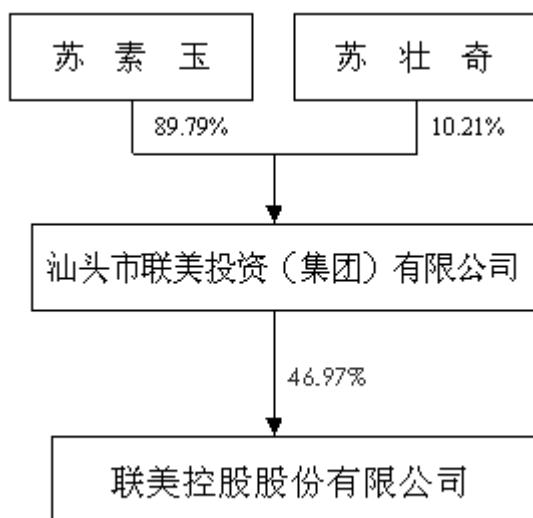 苏 素 玉
苏 壮 奇
89.79%
10.21%
汕头市联美投资（集团）有限公司
46.97%
联美控股股份有限公司